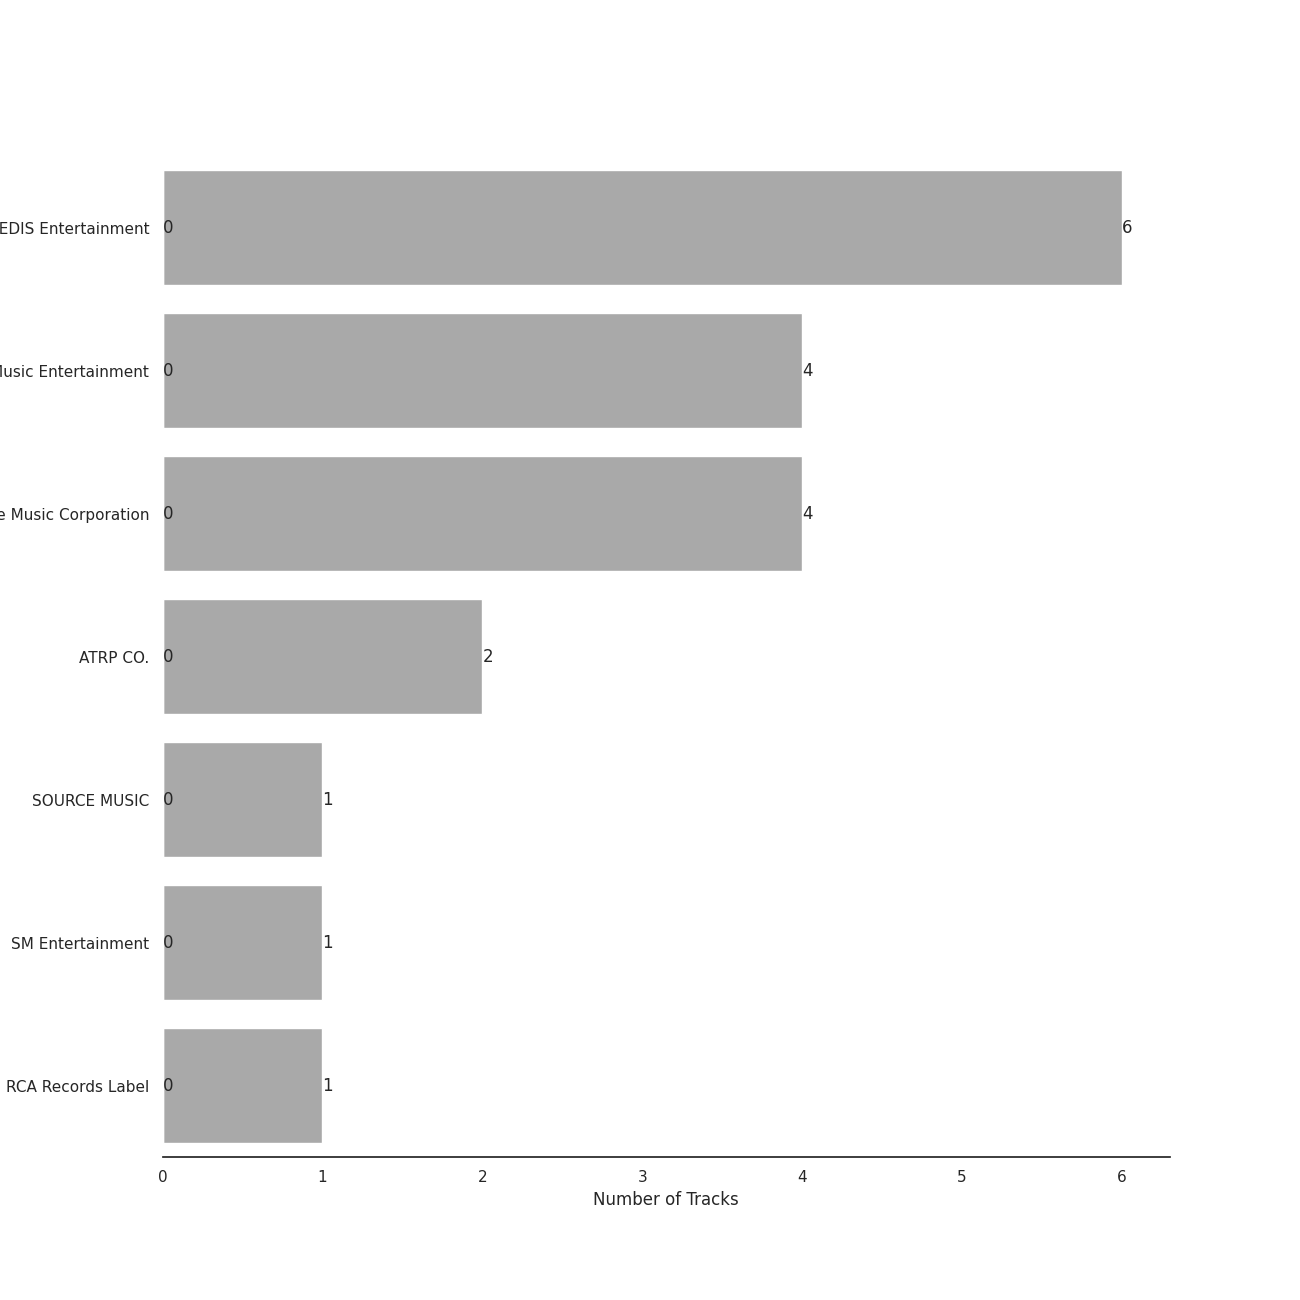 EDIS Entertainment 0 6
Music Entertainment 0 4
e Music Corporation 0 4
ATRP CO. 0 2
SOURCE MUSIC 0 1
SM Entertainment 0 1
RCA Records Label 0 1
0 1 2 3 4 5 6
Number of Tracks